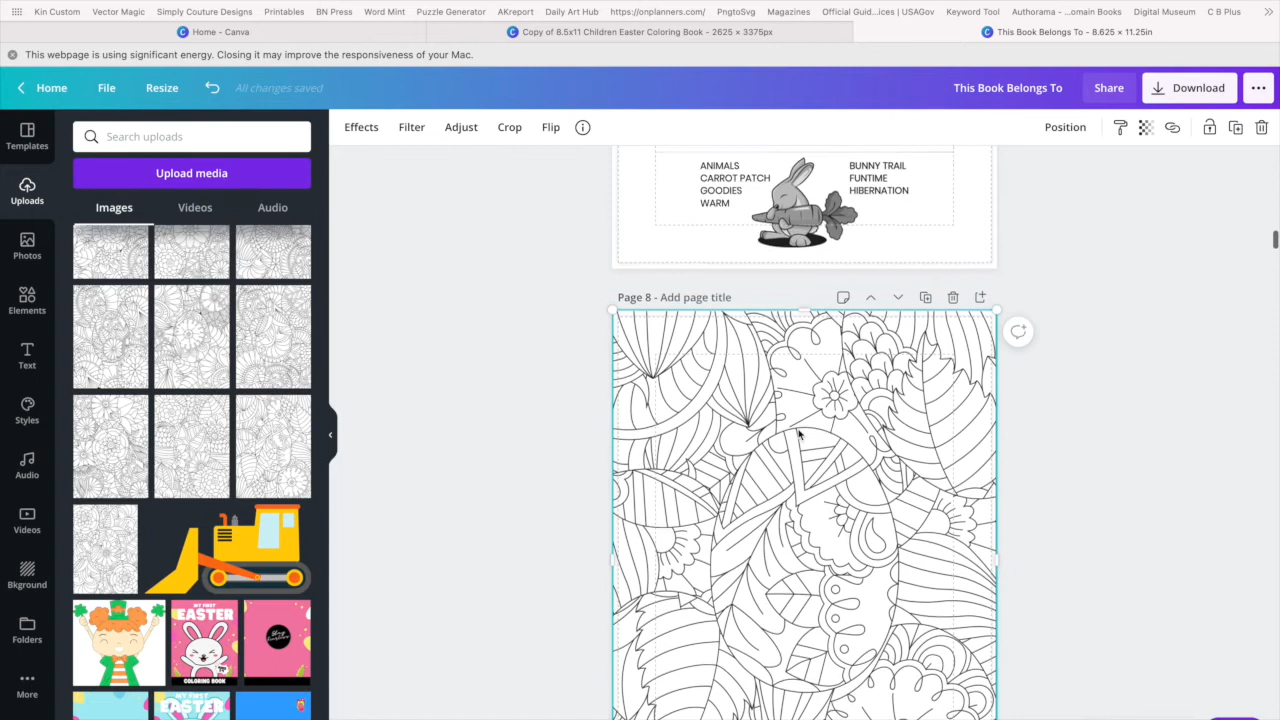 Kin Custom Vector Magic Simply Couture Designs Printables BN Press Word Mint Puzzle Generator AKreport Daily Art Hub https://onplanners.com/ PngtoSvg Magazines Official Guid...ices | USAGov Keyword Tool Authorama - ...omain Books Digital Museum C B Plus
Home - Canva Copy of 8.5x11 Children Easter Coloring Book - 2625 × 3375px This Book Belongs To - 8.625 × 11.25in
This webpage is using significant energy. Closing it may improve the responsiveness of your Mac.
Home File Resize All changes saved This Book Belongs To Share Download
Effects Filter Adjust Crop Flip Position
Templates
Search uploads
Upload media
Uploads
Images Videos Audio
Photos
Elements
Text
Styles
Audio
Videos
Bkground
Folders
More
ANIMALS BUNNY TRAIL
CARROT PATCH FUNTIME
GOODIES HIBERNATION
WARM
Page 8 - Add page title
MY FIRST
EASTER
COLORING BOOK
MY FIRST
EASTER